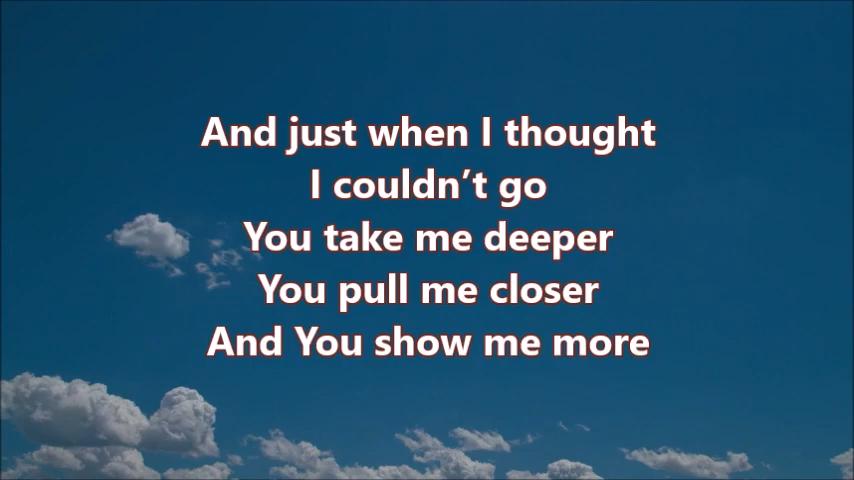 And just when I thought
I couldn’t go
You take me deeper
You pull me closer
And You show me more